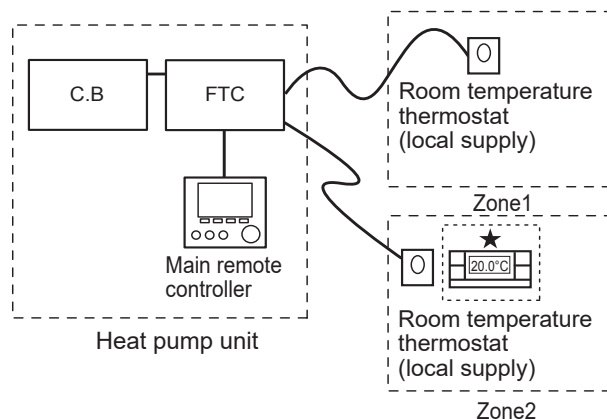 C.B
FTC
Main remote
controller
Heat pump unit
Room temperature
thermostat
(local supply)
Zone1
20.0°C
Room temperature
thermostat
(local supply)
Zone2